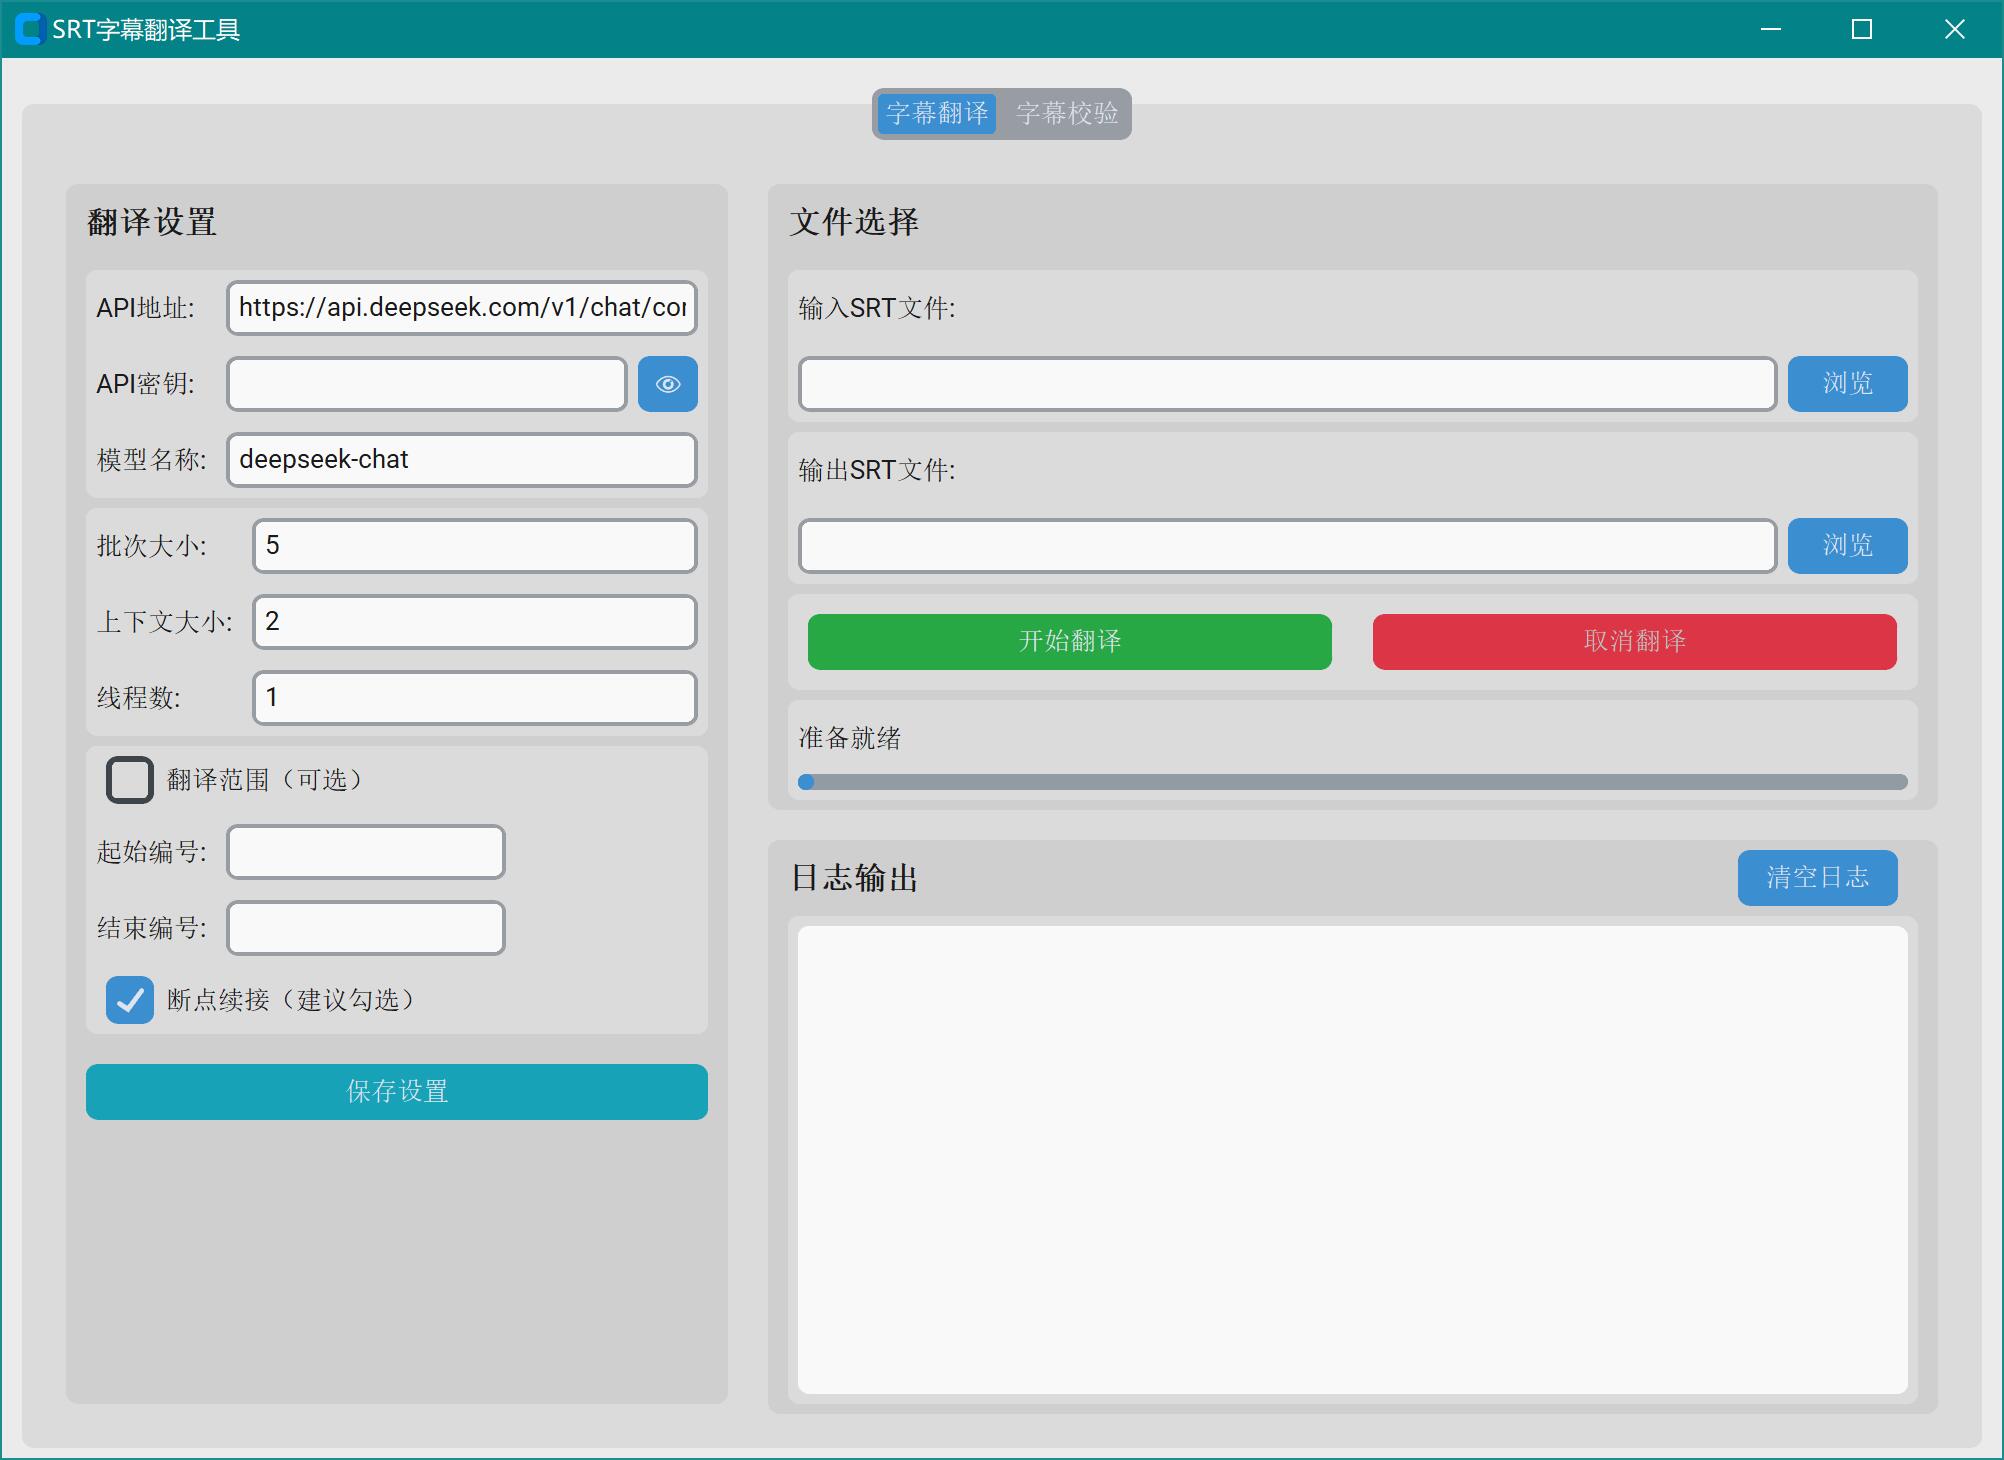 SRT字幕翻译工具
字幕翻译 字幕校验
翻译设置
API地址: https://api.deepseek.com/v1/chat/co
API密钥:
模型名称: deepseek-chat
批次大小: 5
上下文大小: 2
线程数: 1
翻译范围（可选）
起始编号:
结束编号:
断点续接（建议勾选）
保存设置
文件选择
输入SRT文件:
浏览
输出SRT文件:
浏览
开始翻译 取消翻译
准备就绪
日志输出 清空日志